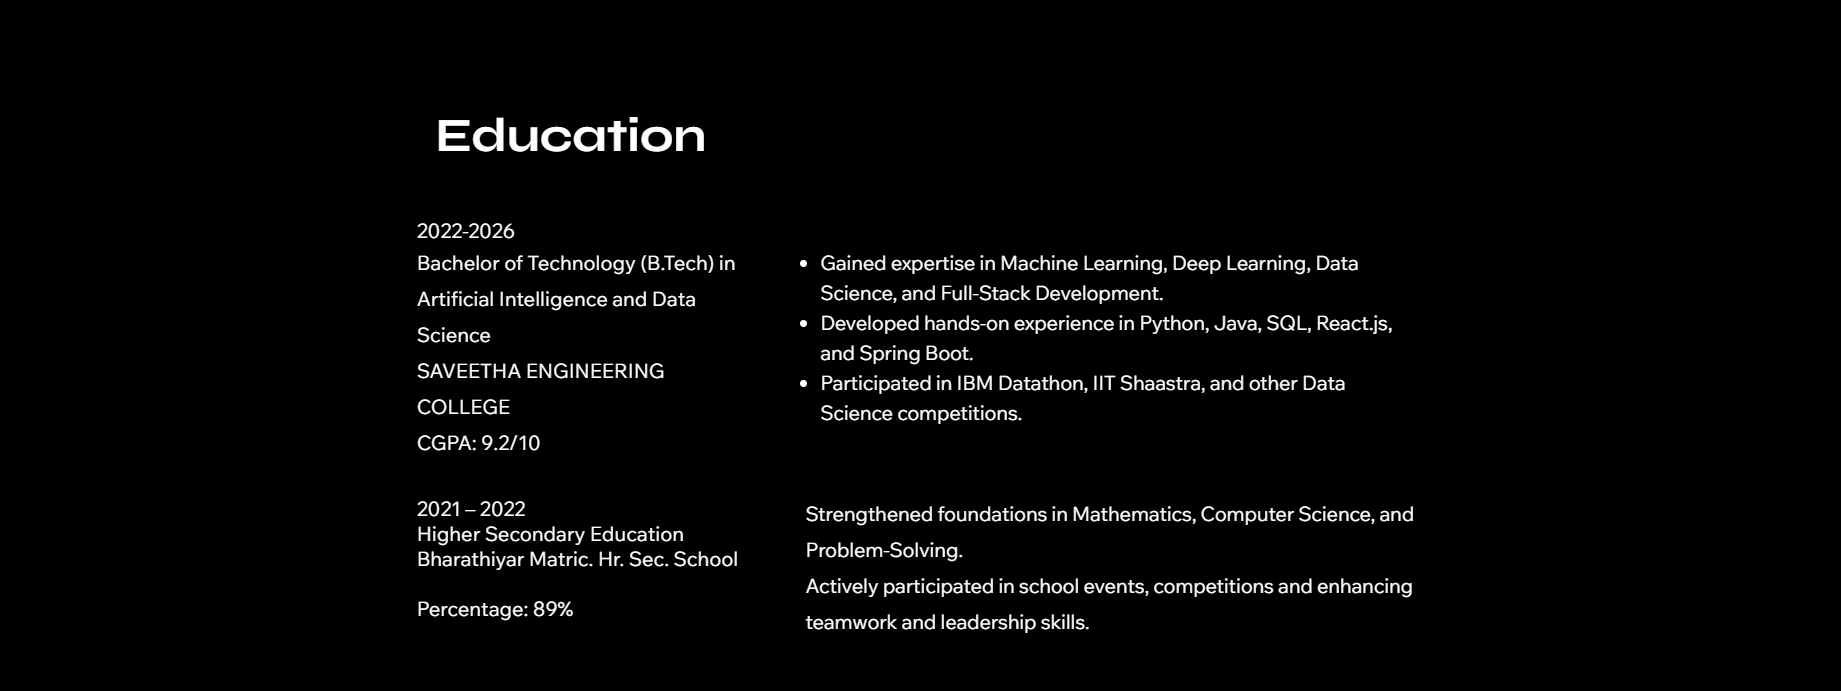 Education
2022-2026
Bachelor of Technology (B.Tech) in
Artificial Intelligence and Data
Science
SAVEETHA ENGINEERING
COLLEGE
CGPA: 9.2/10
• Gained expertise in Machine Learning, Deep Learning, Data
Science, and Full-Stack Development.
• Developed hands-on experience in Python, Java, SQL, React.js,
and Spring Boot.
• Participated in IBM Datathon, IIT Shaastra, and other Data
Science competitions.
2021 – 2022
Higher Secondary Education
Bharathiyar Matric. Hr. Sec. School
Percentage: 89%
Strengthened foundations in Mathematics, Computer Science, and
Problem-Solving.
Actively participated in school events, competitions and enhancing
teamwork and leadership skills.